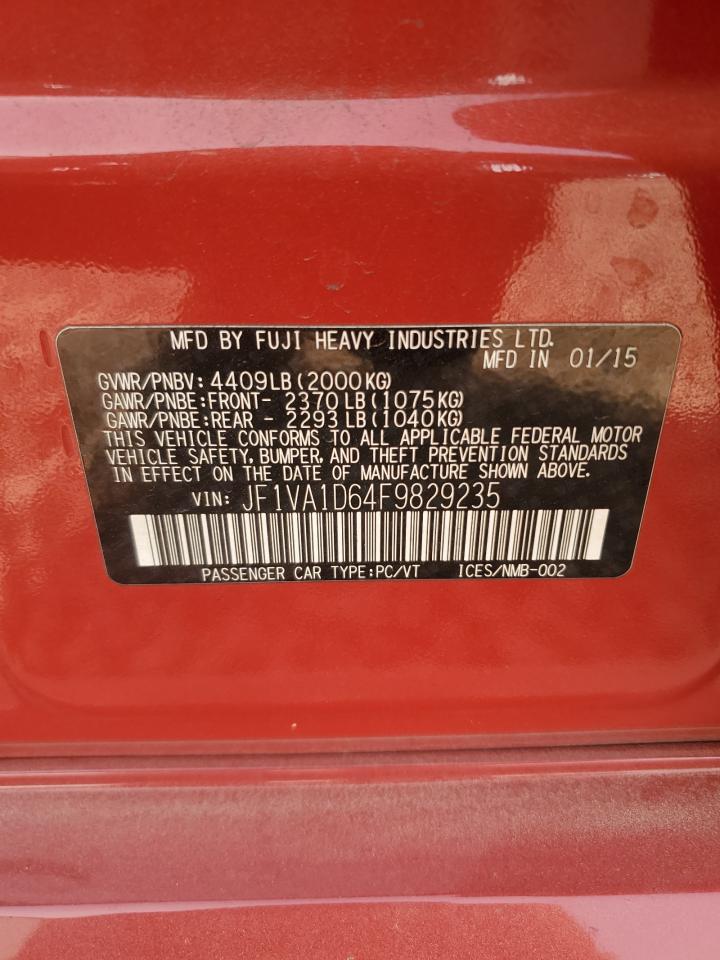 MFD BY FUJI HEAVY INDUSTRIES LTD.
MFD IN 01/15
GVWR/PNBV: 4409LB(2000KG)
GAWR/PNBE:FRONT- 2370LB(1075KG)
GAWR/PNBE:REAR - 2293LB(1040KG)
THIS VEHICLE CONFORMS TO ALL APPLICABLE FEDERAL MOTOR
VEHICLE SAFETY, BUMPER, AND THEFT PREVENTION STANDARDS
IN EFFECT ON THE DATE OF MANUFACTURE SHOWN ABOVE.
VIN: JF1VA1D64F9829235
PASSENGER CAR TYPE:PC/VT ICES/NMB-002